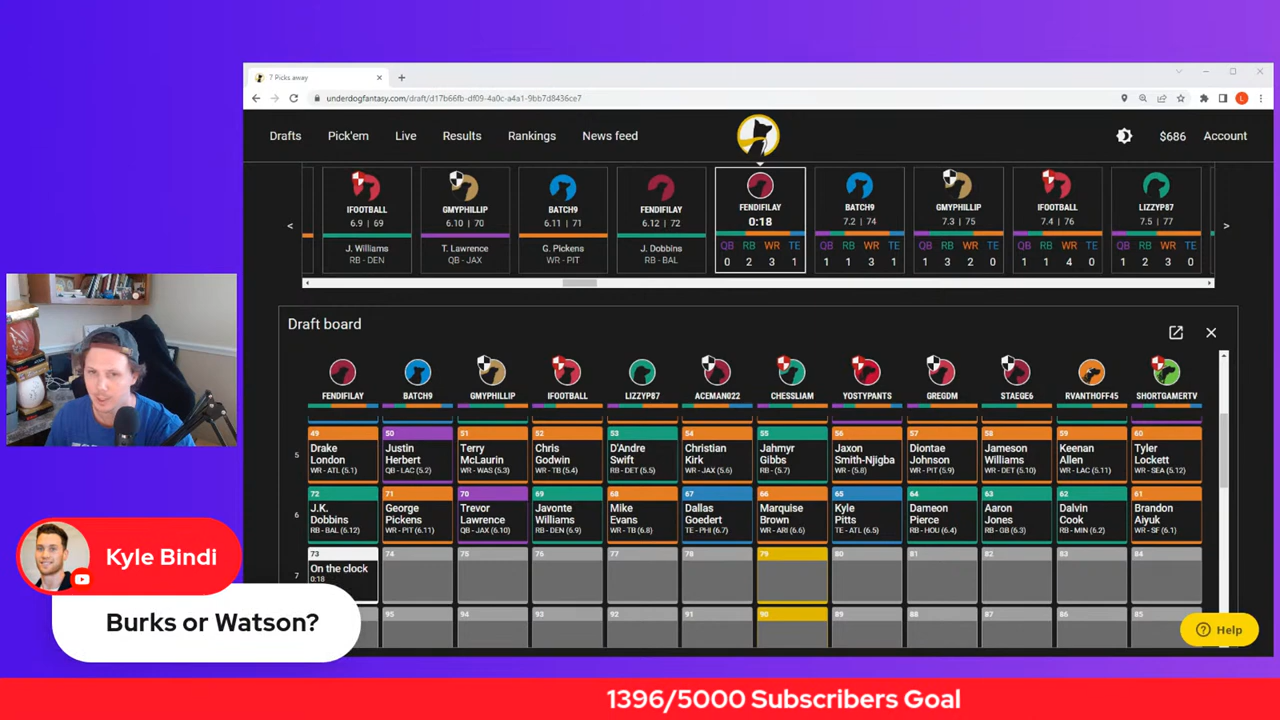 7 Picks away
underdogfantasy.com/draft/d17b66fb-df09-4a0c-a4a1-9bb7d8436ce7
Drafts Pick'em Live Results Rankings News feed $686 Account
IFOOTBALL GMYPHILLIP BATCH9 FENDIFILAY FENDIFILAY BATCH9 GMYPHILLIP IFOOTBALL LIZZYP87
6.9 | 69 6.10 | 70 6.11 | 71 6.12 | 72 0:18 7.2 | 74 7.3 | 75 7.4 | 76 7.5 | 77
QB RB WR TE QB RB WR TE QB RB WR TE QB RB WR TE QB RB WR TE
J. Williams T. Lawrence G. Pickens J. Dobbins
RB - DEN QB - JAX WR - PIT RB - BAL
0 2 3 1 1 1 3 1 1 3 2 0 1 1 4 0 1 2 3 0
Draft board
FENDIFILAY BATCH9 GMYPHILLIP IFOOTBALL LIZZYP87 ACEMAN022 CHESSLIAM YOSTYPANTS GREGDM STAEGE6 RVANTHOFF45 SHORTGAMERTV
49 50 51 52 53 54 55 56 57 58 59 60
5
Drake Justin Terry Chris D'Andre Christian Jahmyr Jaxon Diontae Jameson Keenan Tyler
London Herbert McLaurin Godwin Swift Kirk Gibbs Smith-Njigba Johnson Williams Allen Lockett
WR - ATL (5.1) QB - LAC (5.2) WR - WAS (5.3) WR - TB (5.4) RB - DET (5.5) WR - JAX (5.6) RB - (5.7) WR - (5.8) WR - PIT (5.9) WR - DET (5.10) WR - LAC (5.11) WR - SEA (5.12)
72 71 70 69 68 67 66 65 64 63 62 61
6
J.K. George Trevor Javonte Mike Dallas Marquise Kyle Dameon Aaron Dalvin Brandon
Dobbins Pickens Lawrence Williams Evans Goedert Brown Pitts Pierce Jones Cook Aiyuk
RB - BAL (6.12) WR - PIT (6.11) QB - JAX (6.10) RB - DEN (6.9) WR - TB (6.8) TE - PHI (6.7) WR - ARI (6.6) TE - ATL (6.5) RB - HOU (6.4) RB - GB (6.3) RB - MIN (6.2) WR - SF (6.1)
73 74 75 76 77 78 79 80 81 82 83 84
7
On the clock
0:18
95 94 93 92 91 90 89 88 87 86 85
Help
Kyle Bindi
Burks or Watson?
1396/5000 Subscribers Goal